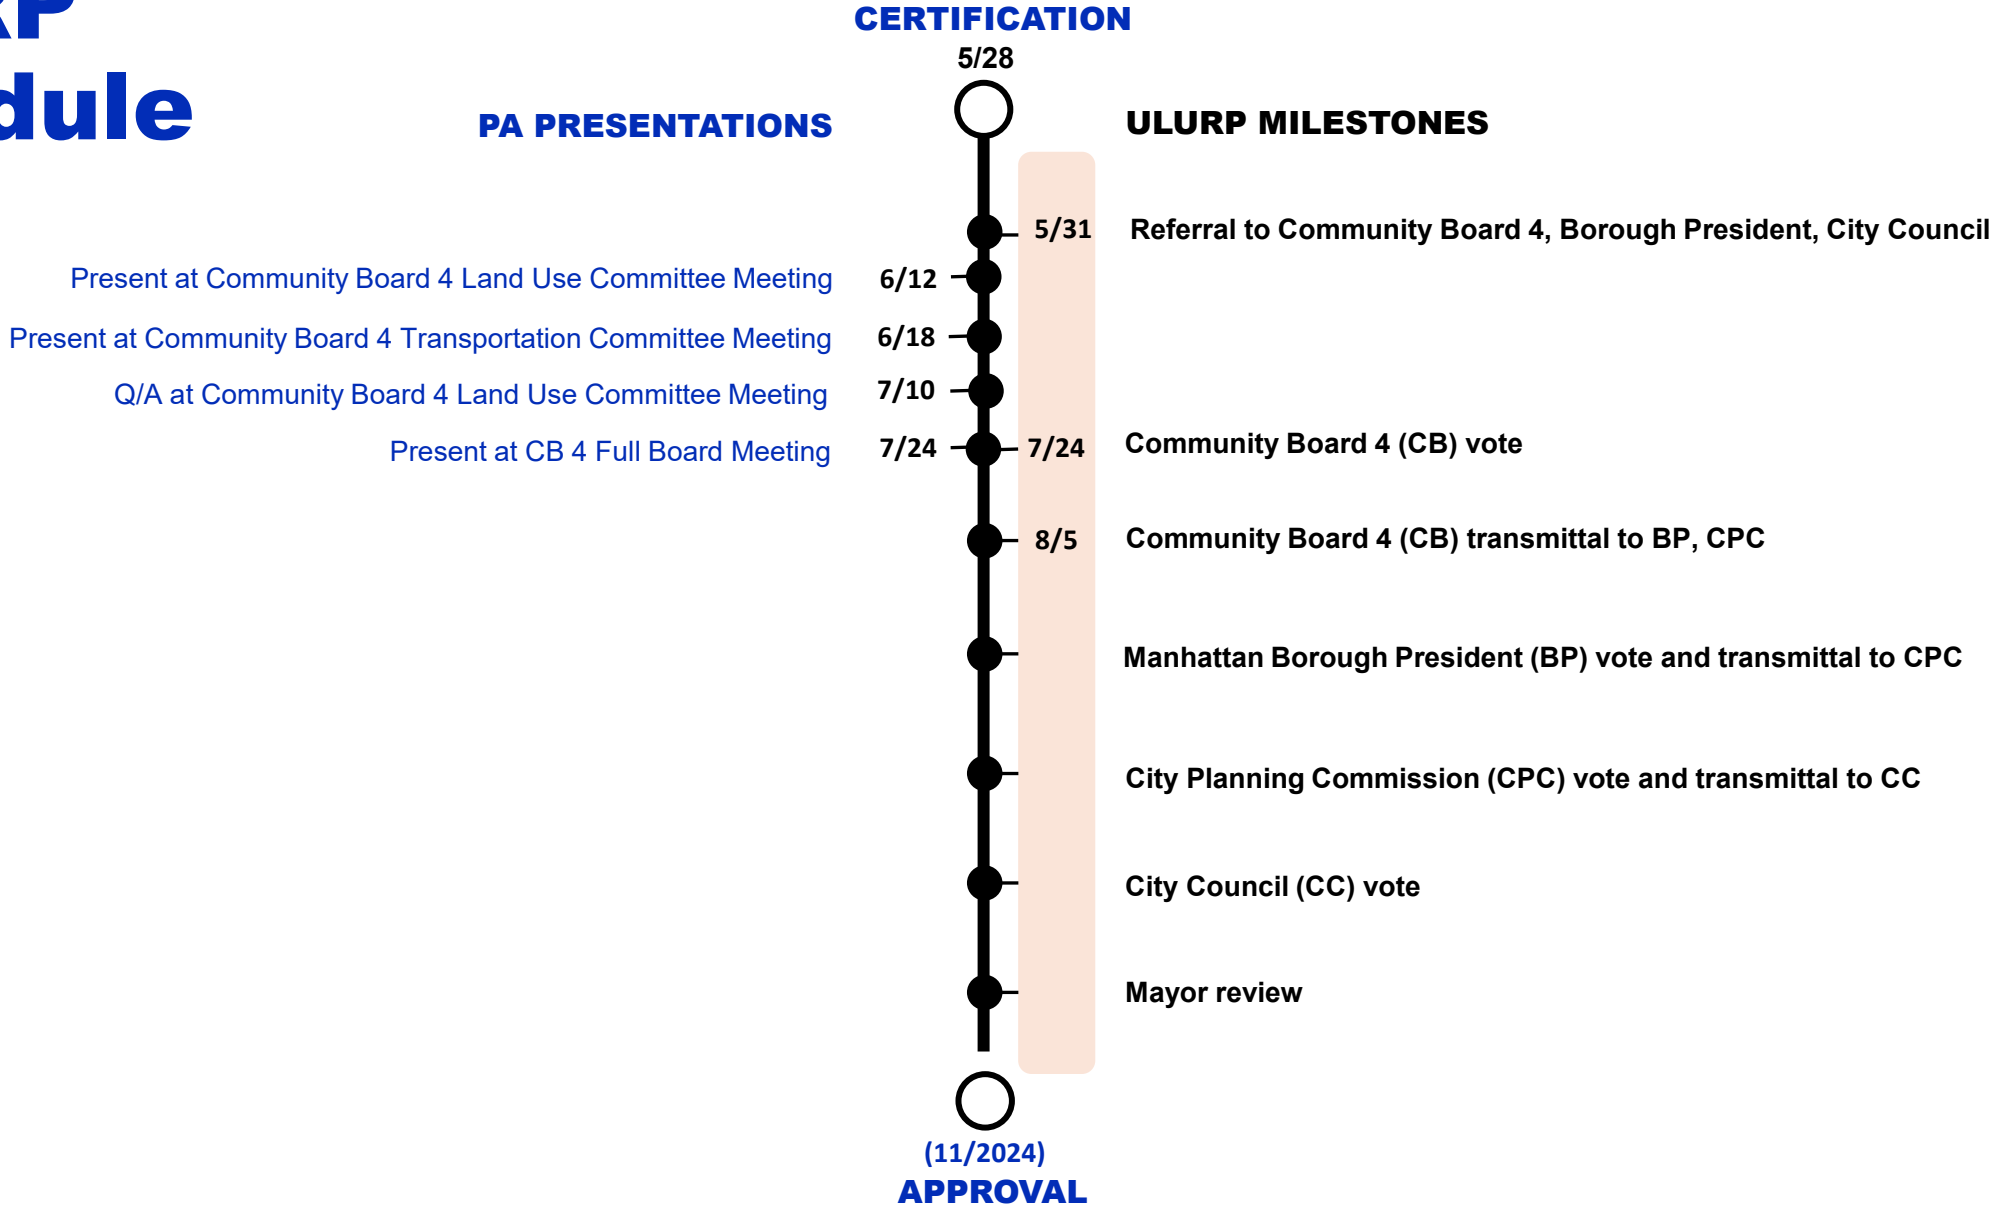 CERTIFICATION
5/28
PA PRESENTATIONS
ULURP MILESTONES
5/31 Referral to Community Board 4, Borough President, City Council
Present at Community Board 4 Land Use Committee Meeting 6/12
Present at Community Board 4 Transportation Committee Meeting 6/18
Q/A at Community Board 4 Land Use Committee Meeting 7/10
Present at CB 4 Full Board Meeting 7/24
7/24 Community Board 4 (CB) vote
8/5 Community Board 4 (CB) transmittal to BP, CPC
Manhattan Borough President (BP) vote and transmittal to CPC
City Planning Commission (CPC) vote and transmittal to CC
City Council (CC) vote
Mayor review
(11/2024)
APPROVAL